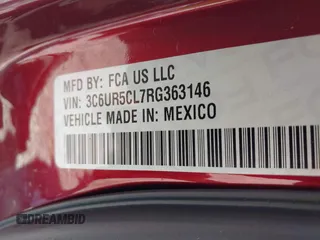 MFD BY: FCA US LLC
VIN: 3C6UR5CL7RG363146
VEHICLE MADE IN: MEXICO
DREAMBID